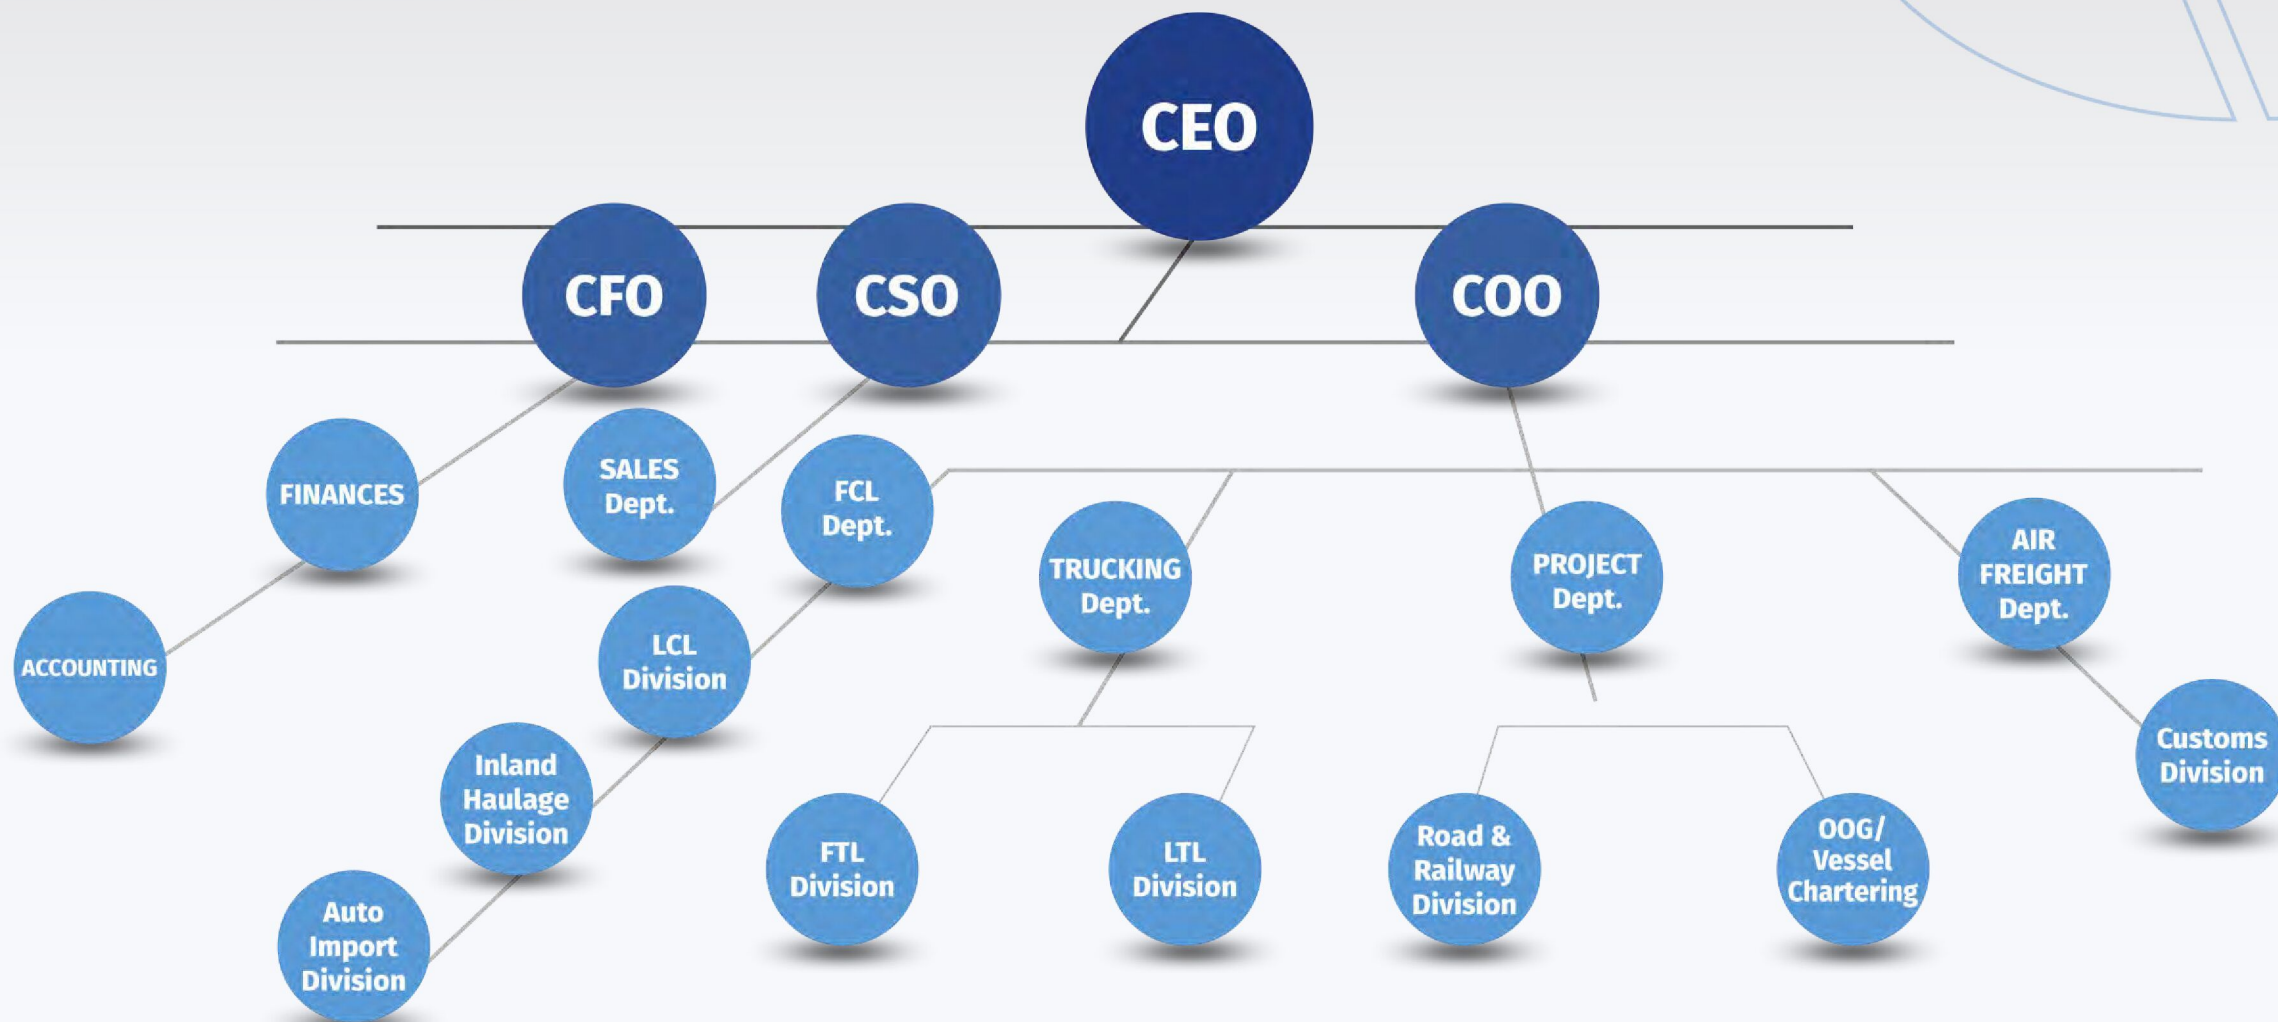 CEO
CFO
CSO
COO
FINANCES
SALES
Dept.
FCL
Dept.
TRUCKING
Dept.
PROJECT
Dept.
AIR
FREIGHT
Dept.
ACCOUNTING
LCL
Division
Inland
Haulage
Division
Auto
Import
Division
FTL
Division
LTL
Division
Road &
Railway
Division
OOG/
Vessel
Chartering
Customs
Division